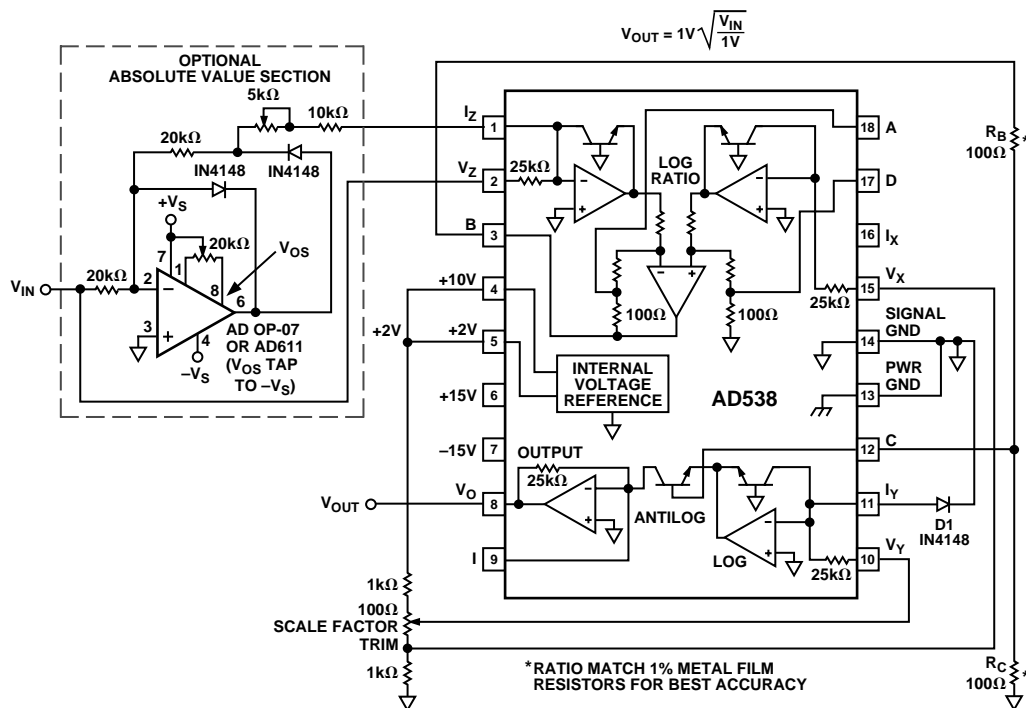 V_OUT = 1V √(V_IN / 1V)
OPTIONAL
ABSOLUTE VALUE SECTION
5kΩ
10kΩ
20kΩ
IN4148
IN4148
+V_S
7
20kΩ
V_OS
1
8
20kΩ
V_IN
2
–
6
3
+
4
–V_S
AD OP-07
OR AD611
(V_OS TAP
TO –V_S)
I_Z
1
V_Z
2
25kΩ
B
3
+10V
4
+2V
+2V
5
+15V
6
–15V
7
V_O
8
V_OUT
I
9
–
+
LOG
RATIO
–
+
–
+
100Ω
100Ω
INTERNAL
VOLTAGE
REFERENCE
AD538
OUTPUT
25kΩ
–
+
ANTILOG
LOG
–
+
25kΩ
25kΩ
18
A
17
D
16
I_X
V_X
15
SIGNAL
GND
14
PWR
GND
13
C
12
I_Y
11
V_Y
10
D1
IN4148
R_B
100Ω
*
R_C
100Ω
*
1kΩ
100Ω
SCALE FACTOR
TRIM
1kΩ
*RATIO MATCH 1% METAL FILM
RESISTORS FOR BEST ACCURACY